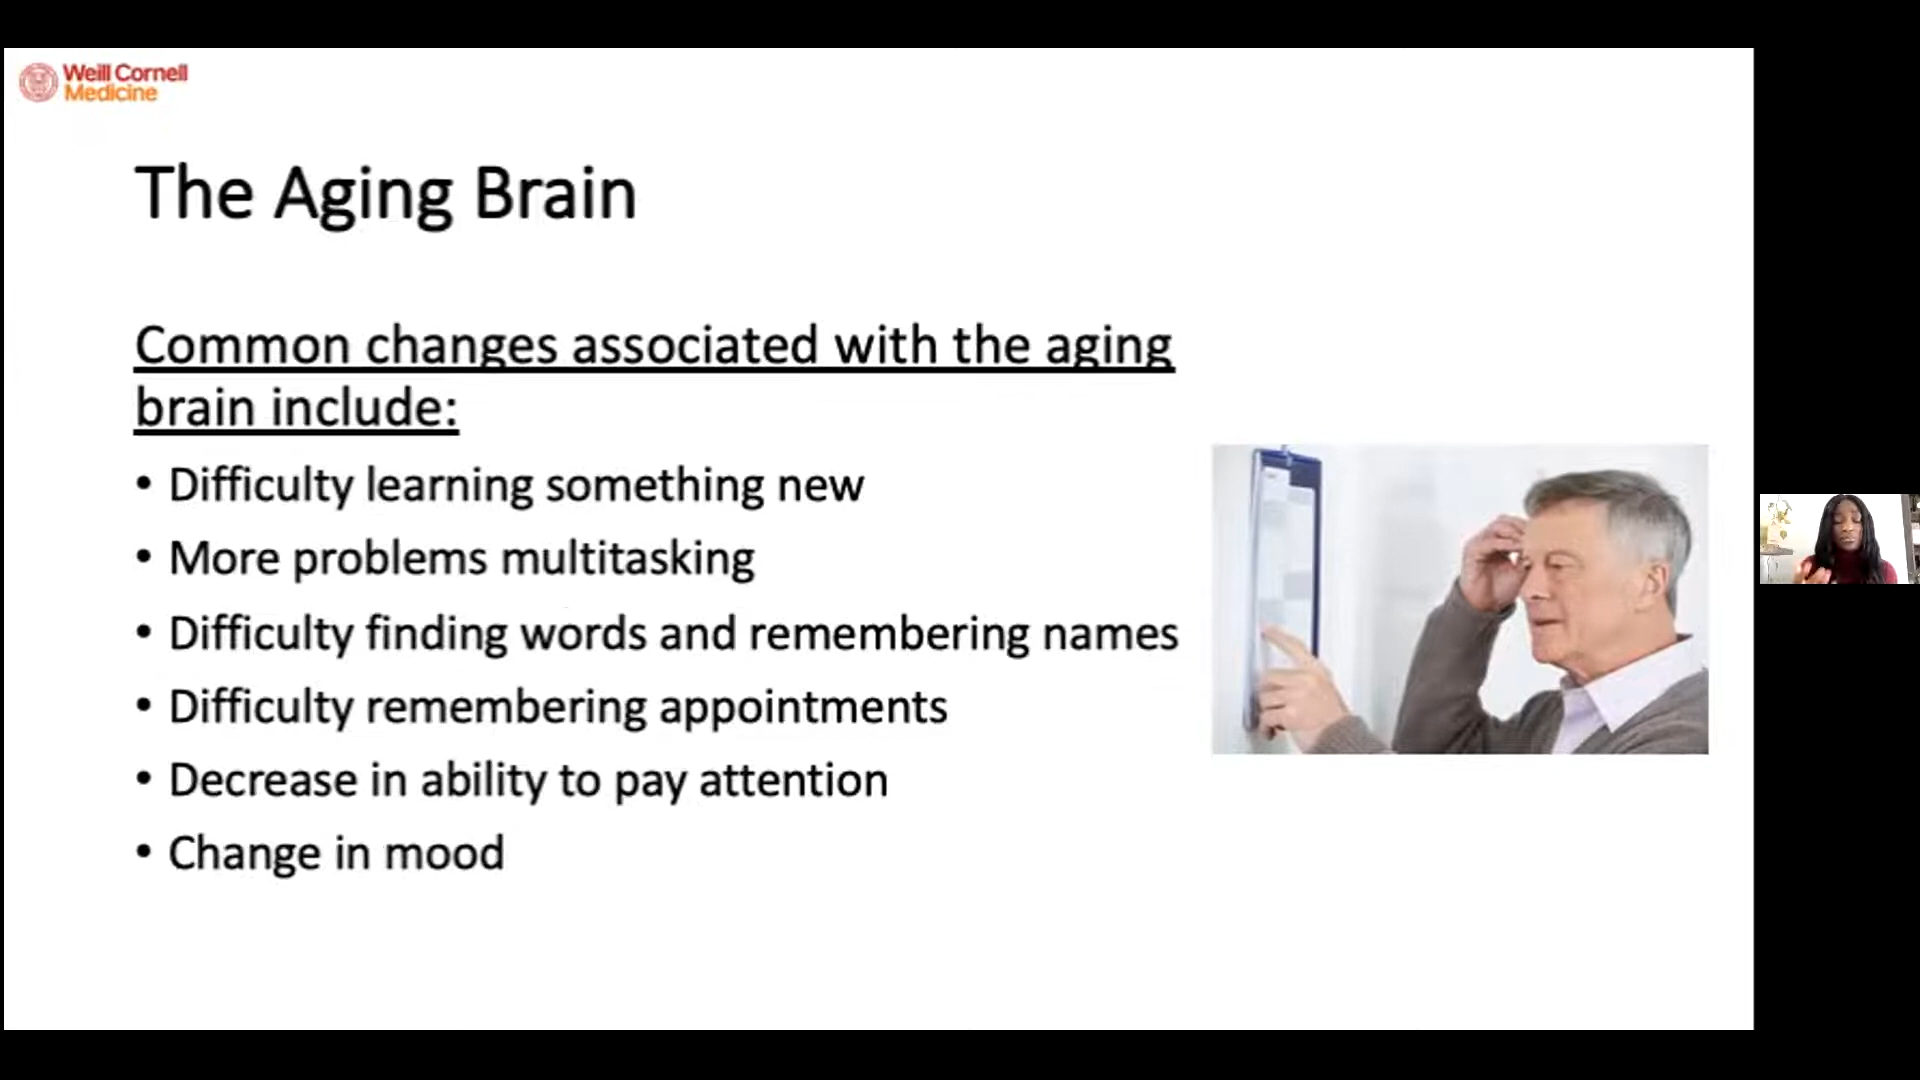 Weill Cornell
Medicine
The Aging Brain
Common changes associated with the aging
brain include:
• Difficulty learning something new
• More problems multitasking
• Difficulty finding words and remembering names
• Difficulty remembering appointments
• Decrease in ability to pay attention
• Change in mood